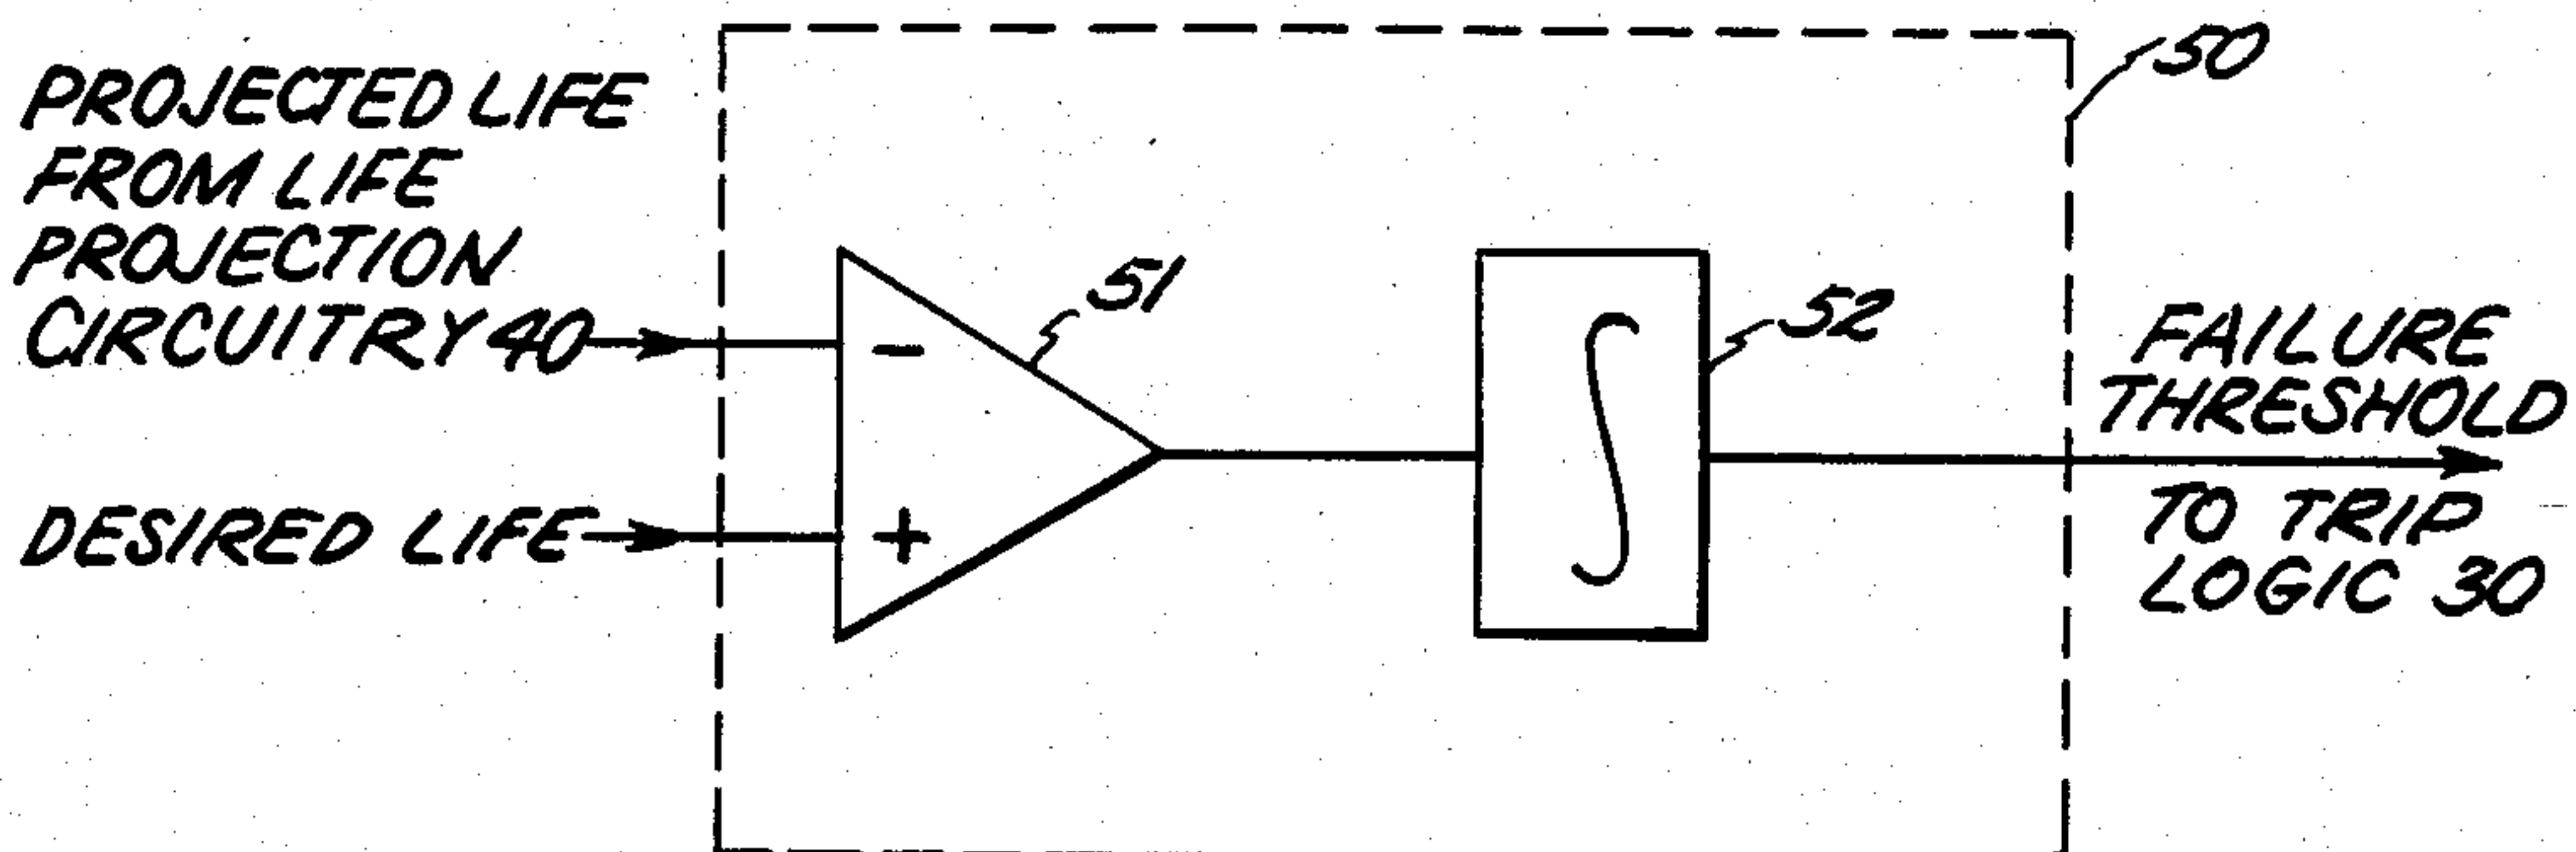 PROJECTED LIFE
FROM LIFE
PROJECTION
CIRCUITRY 40
DESIRED LIFE
-
+
51
52
50
FAILURE
THRESHOLD
TO TRIP
LOGIC 30